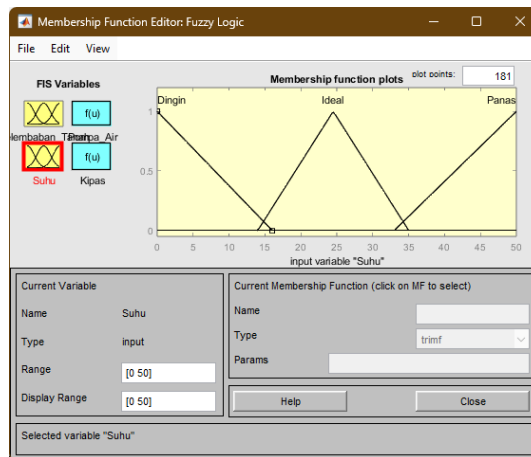 Membership Function Editor: Fuzzy Logic
File Edit View
FIS Variables
f(u)
Pompa_Air
f(u)
Suhu Kipas
Membership function plots plot points: 181
Dingin Ideal Panas
1
0.5
0
0 5 10 15 20 25 30 35 40 45 50
input variable "Suhu"
Current Variable
Name Suhu
Type input
Range [0 50]
Display Range [0 50]
Current Membership Function (click on MF to select)
Name
Type trimf
Params
Help Close
Selected variable "Suhu"